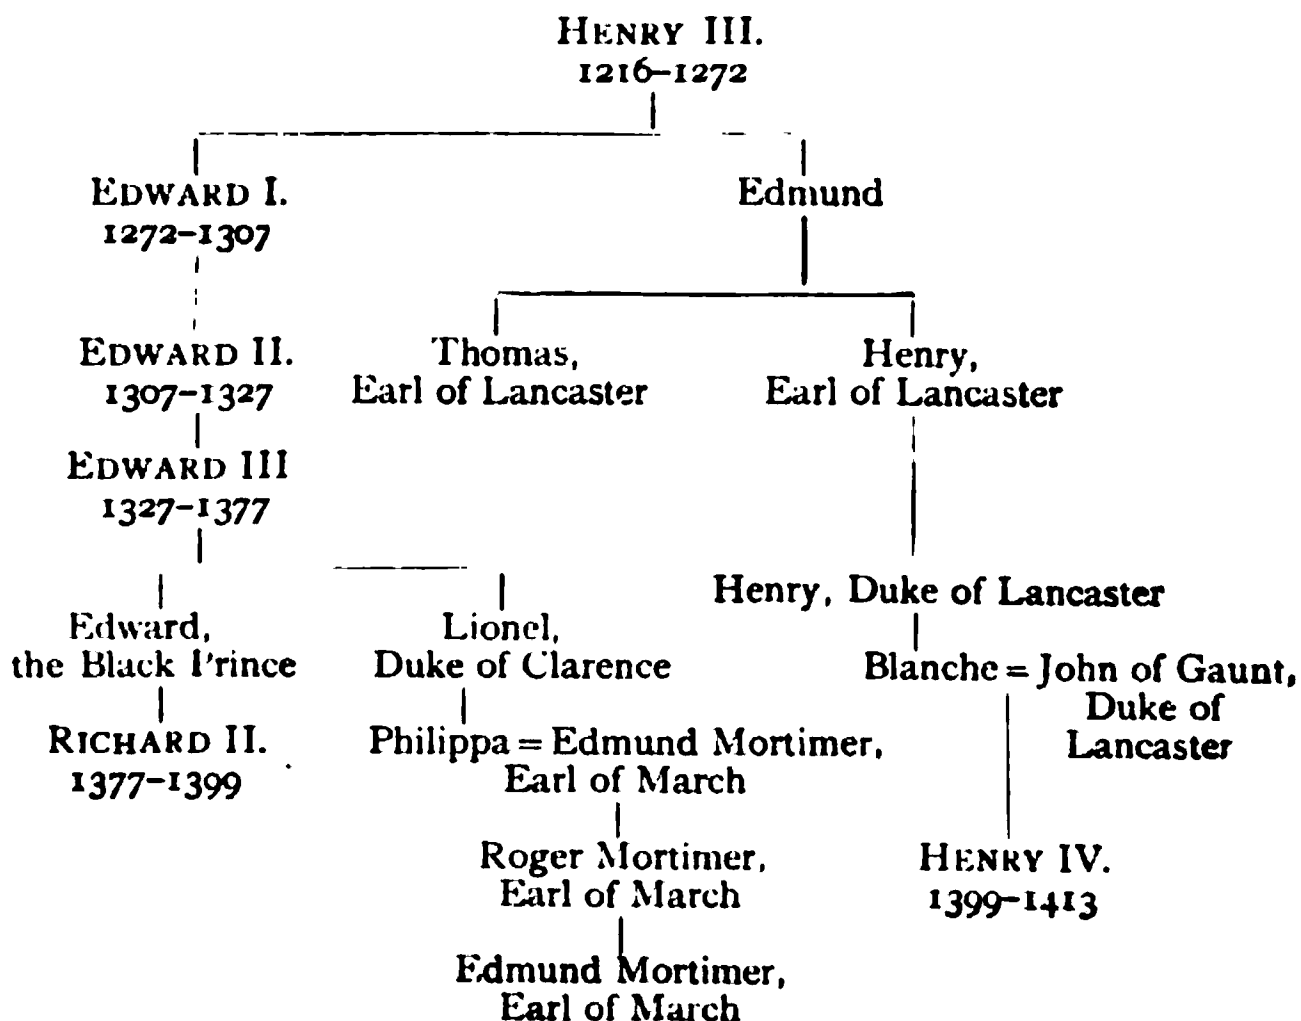 HENRY III.
1216–1272
EDWARD I.
1272–1307
Edmund
EDWARD II.
1307–1327
Thomas,
Earl of Lancaster
Henry,
Earl of Lancaster
EDWARD III
1327–1377
Edward,
the Black Prince
Lionel,
Duke of Clarence
Henry, Duke of Lancaster
Blanche = John of Gaunt,
Duke of
Lancaster
RICHARD II.
1377–1399
Philippa = Edmund Mortimer,
Earl of March
Roger Mortimer,
Earl of March
HENRY IV.
1399–1413
Edmund Mortimer,
Earl of March